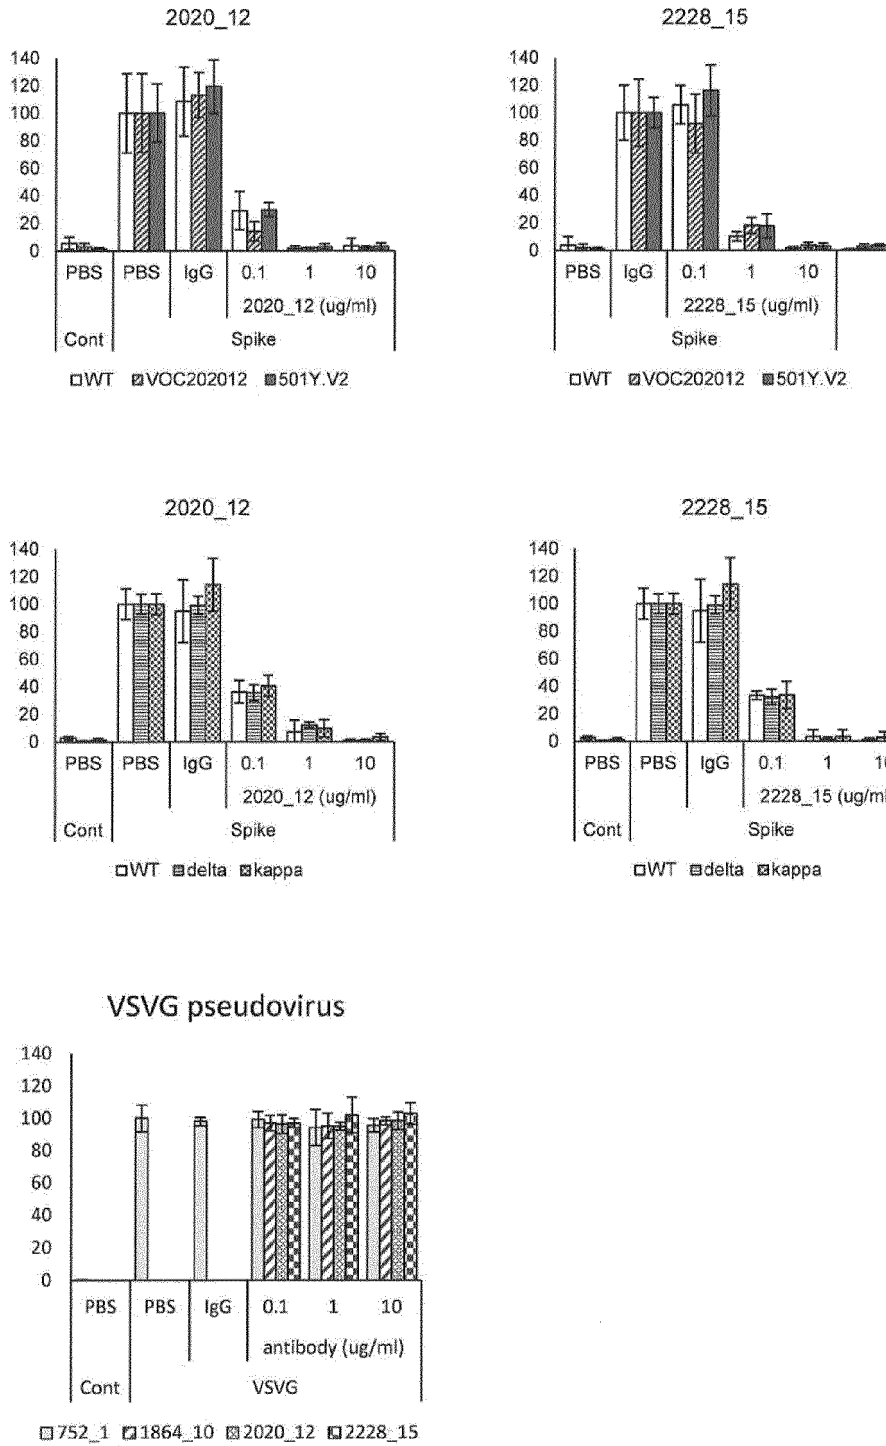 2020_12
140
120
100
80
60
40
20
0
PBS PBS IgG 0.1 1 10
2020_12 (ug/ml)
Cont Spike
WT VOC202012 501Y.V2
2228_15
140
120
100
80
60
40
20
0
PBS IgG 0.1 1 10
2228_15 (ug/ml)
Spike
WT VOC202012 501Y.V2
2020_12
140
120
100
80
60
40
20
0
PBS PBS IgG 0.1 1 10
2020_12 (ug/ml)
Cont Spike
WT delta kappa
2228_15
140
120
100
80
60
40
20
0
PBS PBS IgG 0.1 1 10
2228_15 (ug/ml
Cont Spike
WT delta kappa
VSVG pseudovirus
140
120
100
80
60
40
20
0
PBS PBS IgG 0.1 1 10
antibody (ug/ml)
Cont VSVG
752_1 1864_10 2020_12 2228_15